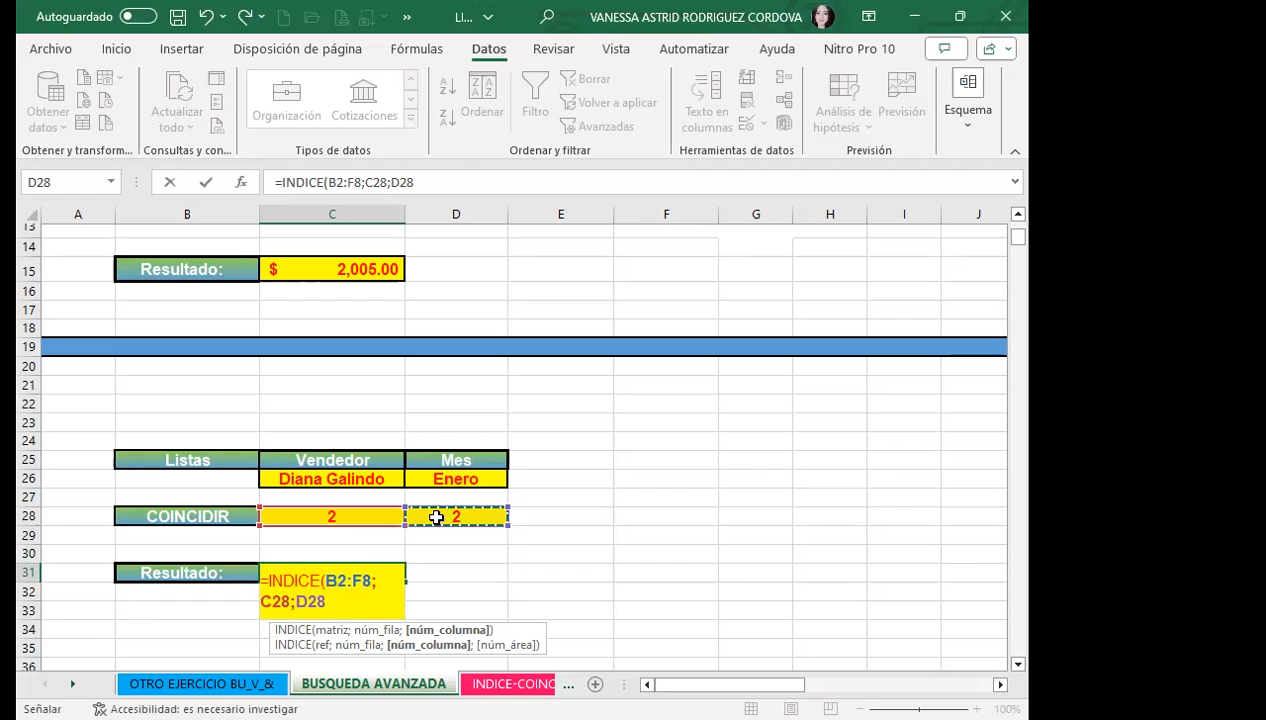 Autoguardado
LI...
VANESSA ASTRID RODRIGUEZ CORDOVA
Archivo Inicio Insertar Disposición de página Fórmulas Datos Revisar Vista Automatizar Ayuda Nitro Pro 10
Obtener
datos
Actualizar
todo
Organización
Cotizaciones
Ordenar
Filtro
Borrar
Volver a aplicar
Avanzadas
Texto en
columnas
Análisis de
hipótesis
Previsión
Esquema
Obtener y transform...
Consultas y con...
Tipos de datos
Ordenar y filtrar
Herramientas de datos
Previsión
D28
fx
=INDICE(B2:F8;C28;D28
A B C D E F G H I J
13
14
15 Resultado: $ 2,005.00
16
17
18
19
20
21
22
23
24
25 Listas Vendedor Mes
26 Diana Galindo Enero
27
28 COINCIDIR 2 2
29
30
31 Resultado: =INDICE(B2:F8;
32 C28;D28
33
34 INDICE(matriz; núm_fila; [núm_columna])
35 INDICE(ref; núm_fila; [núm_columna]; [núm_área])
36
OTRO EJERCICIO BU_V_& BUSQUEDA AVANZADA INDICE-COINC ...
Señalar
Accesibilidad: es necesario investigar
100%